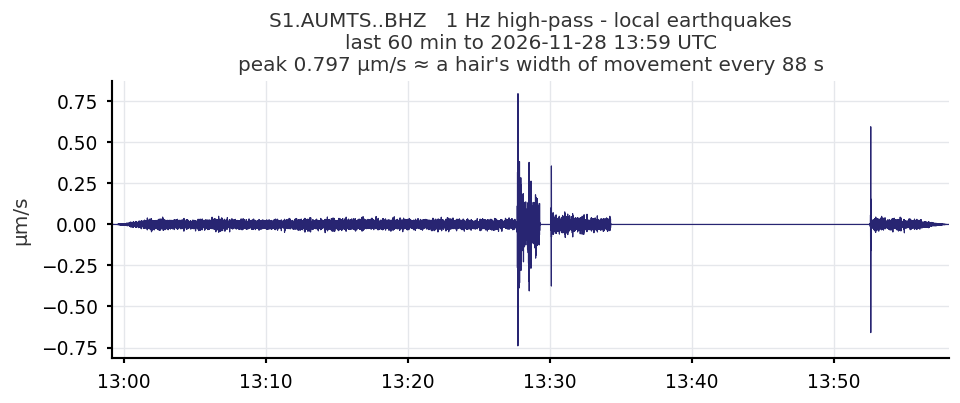 S1.AUMTS..BHZ   1 Hz high-pass - local earthquakes
last 60 min to 2026-11-28 13:59 UTC
peak 0.797 µm/s ≈ a hair's width of movement every 88 s
0.75
0.50
0.25
0.00
−0.25
−0.50
−0.75
µm/s
13:00 13:10 13:20 13:30 13:40 13:50